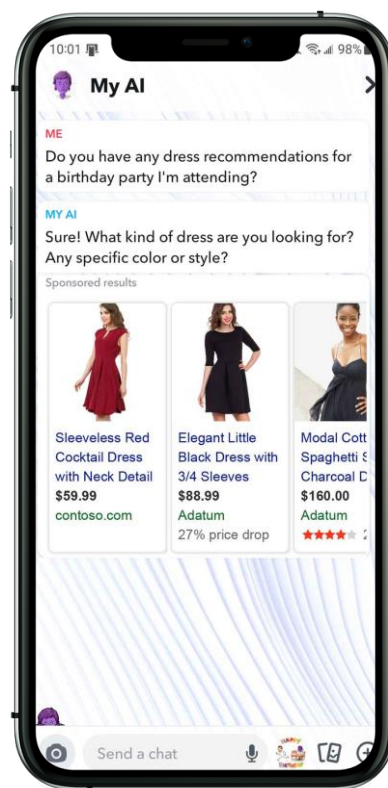 10:01 98%
My AI
ME
Do you have any dress recommendations for
a birthday party I'm attending?
MY AI
Sure! What kind of dress are you looking for?
Any specific color or style?
Sponsored results
Sleeveless Red
Cocktail Dress
with Neck Detail
$59.99
contoso.com
Elegant Little
Black Dress with
3/4 Sleeves
$88.99
Adatum
27% price drop
Modal Cott
Spaghetti S
Charcoal D
$160.00
Adatum
Send a chat
HAPPY
BIRTHDAY